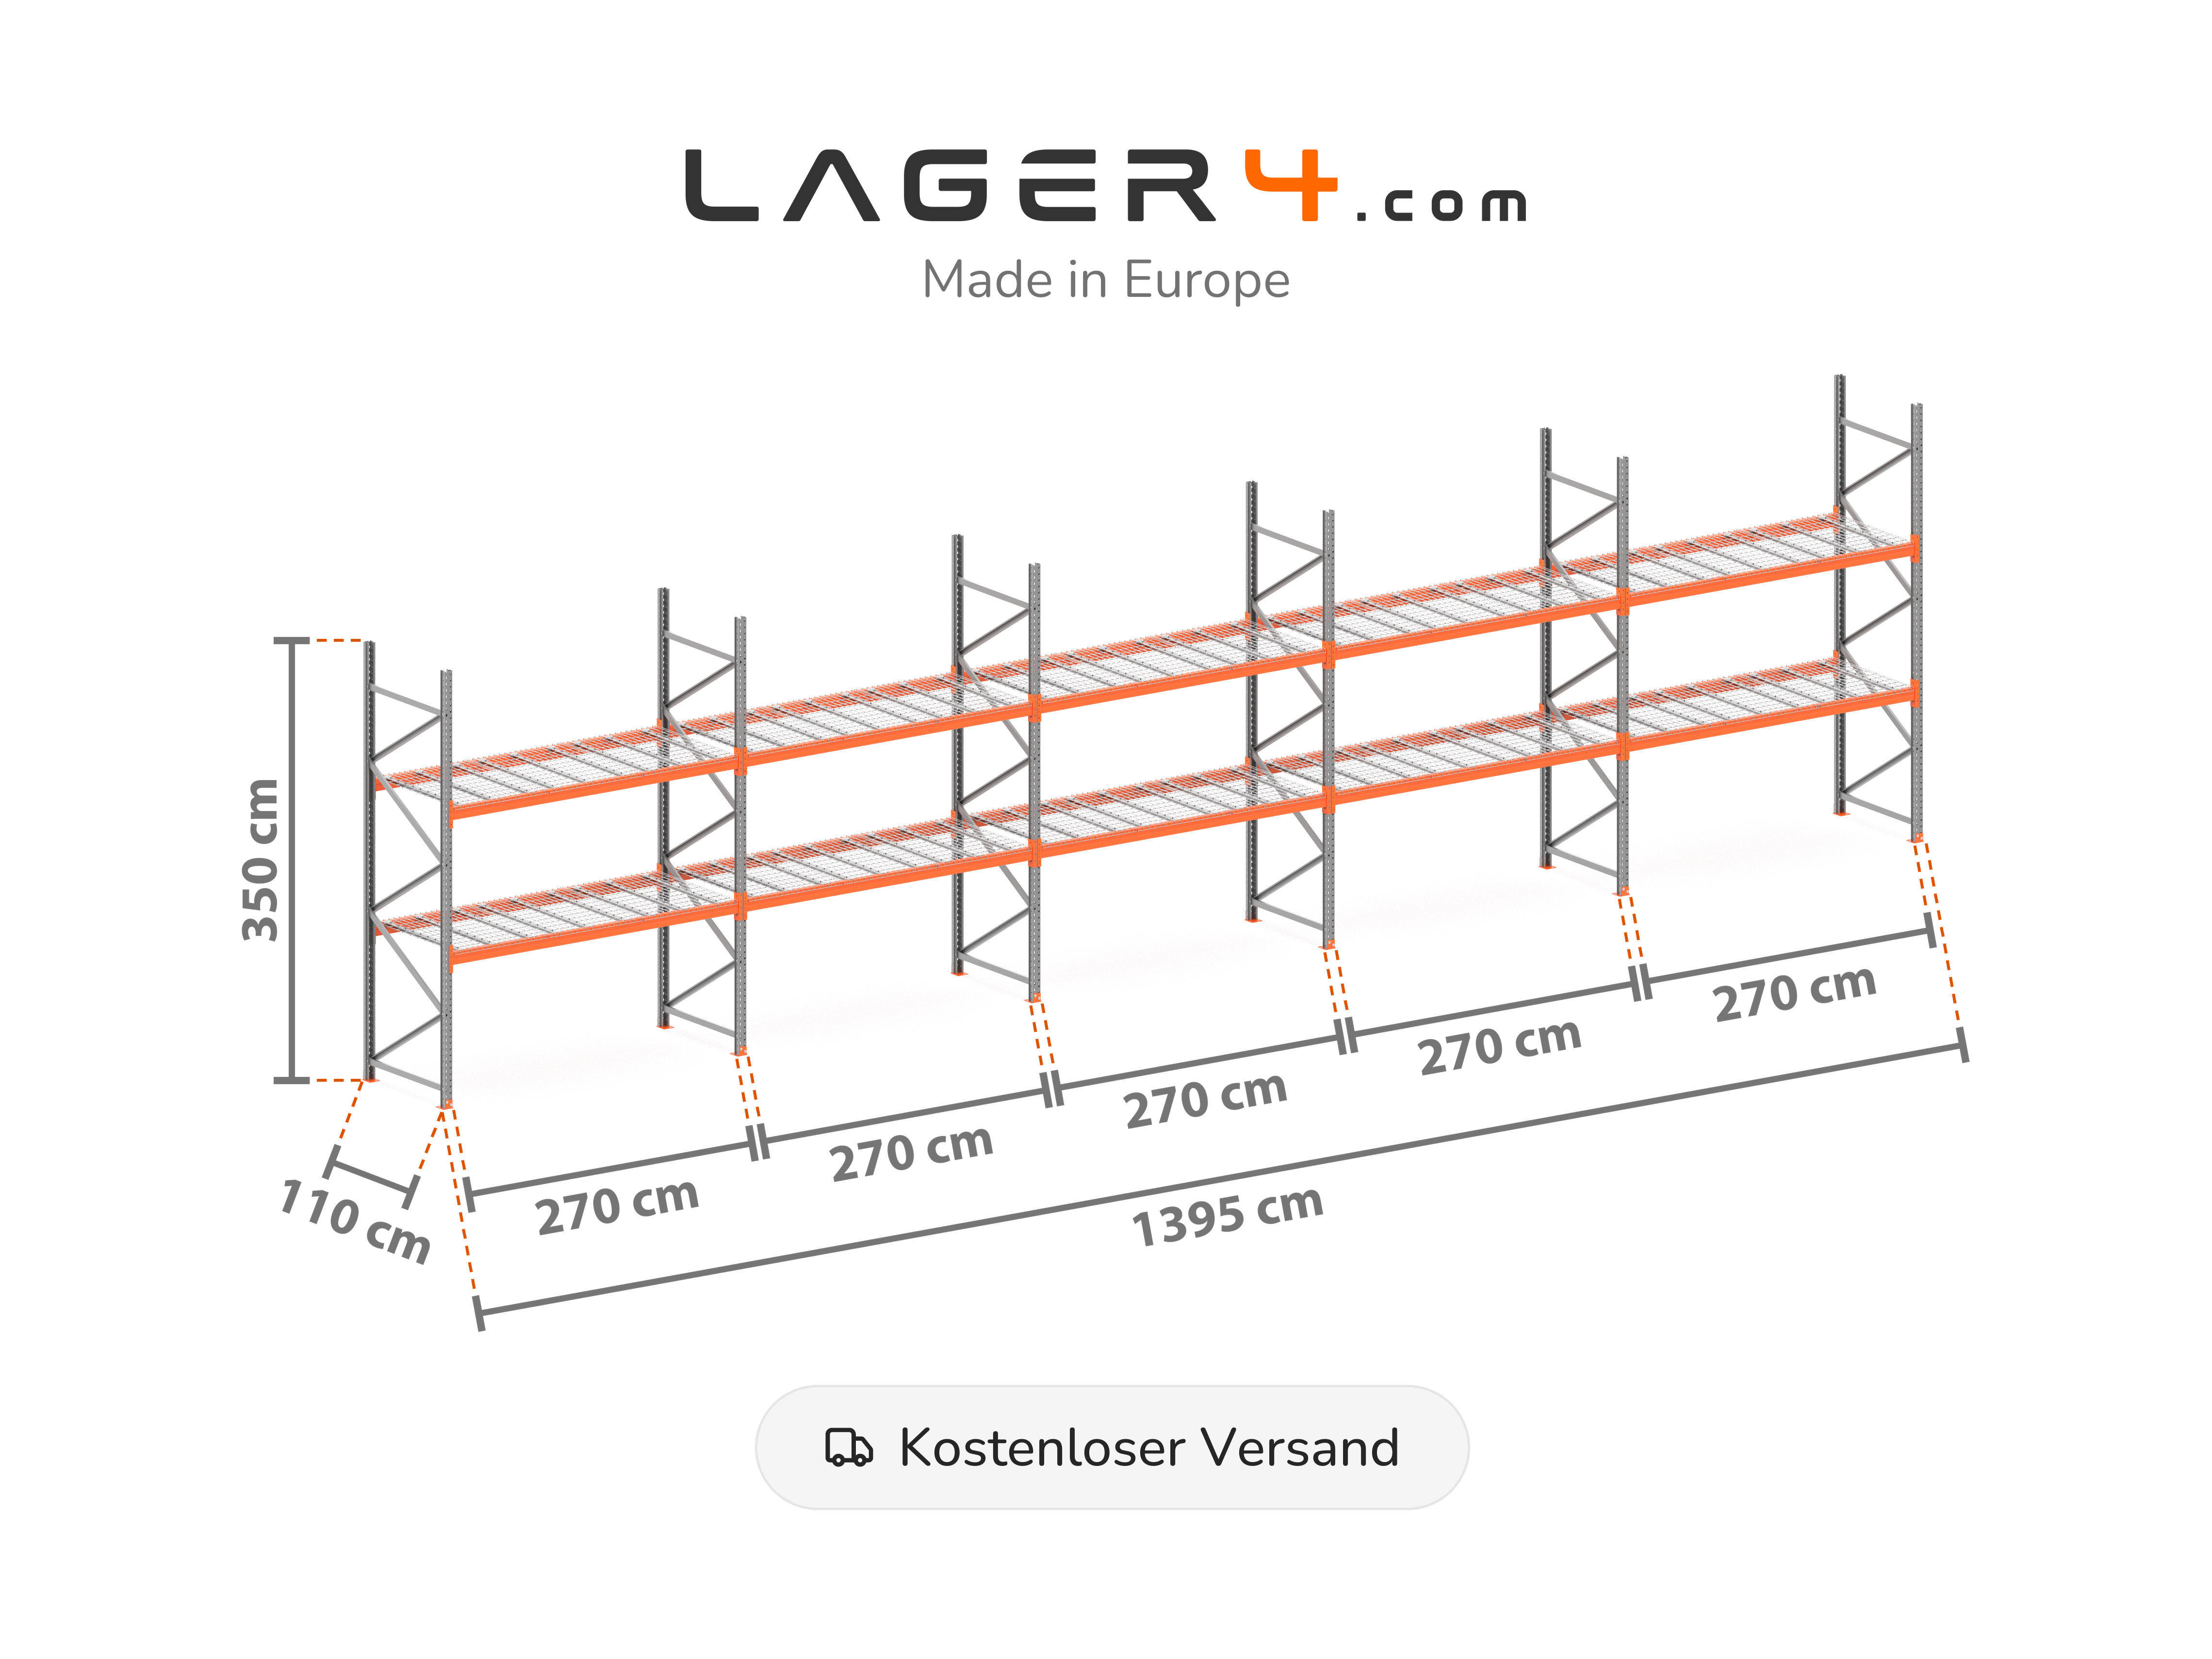 LAGER4.com
Made in Europe
350 cm
110 cm
270 cm
270 cm
270 cm
270 cm
270 cm
1395 cm
Kostenloser Versand